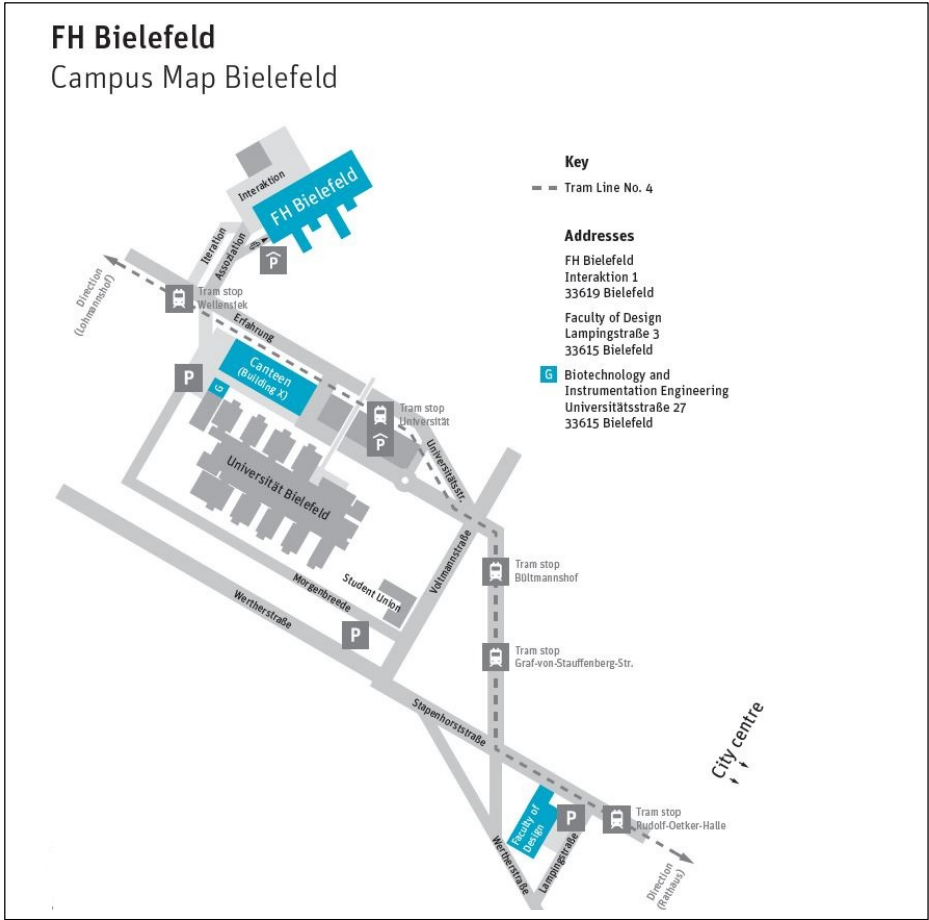 FH Bielefeld
Campus Map Bielefeld
Key
Tram Line No. 4
Addresses
FH Bielefeld
Interaktion 1
33619 Bielefeld
Faculty of Design
Lampingstraße 3
33615 Bielefeld
G Biotechnology and
Instrumentation Engineering
Universitätsstraße 27
33615 Bielefeld
Interaktion
FH Bielefeld
Iteration
Assoziation
P
Direction
(Lohmannshof)
Tram stop
Wellensiek
Erfahrung
P
Canteen
(Building X)
G
Tram stop
Universität
P
Universitätsstr.
Universität Bielefeld
Voltmannstraße
Tram stop
Bültmannshof
Morgenbreede
Student Union
Wertherstraße
P
Tram stop
Graf-von-Stauffenberg-Str.
Stapenhorststraße
City centre
Faculty of
Design
P
Tram stop
Rudolf-Oetker-Halle
Wertherstraße
Lampingstraße
Direction
(Rathaus)